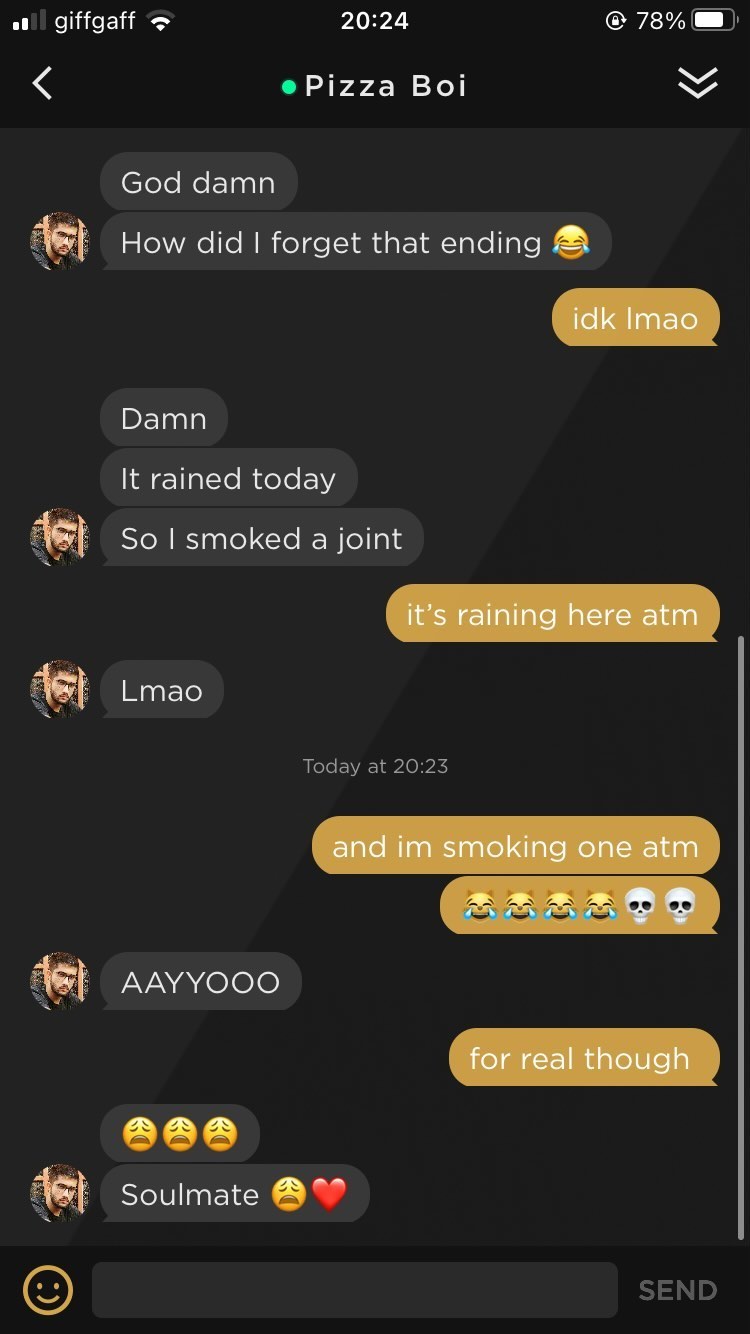 giffgaff 20:24 78%
Pizza Boi
God damn
How did I forget that ending 😂
idk lmao
Damn
It rained today
So I smoked a joint
it’s raining here atm
Lmao
Today at 20:23
and im smoking one atm
😹😹😹😹💀💀
AAYYOOO
for real though
😩😩😩
Soulmate 😩❤️
SEND